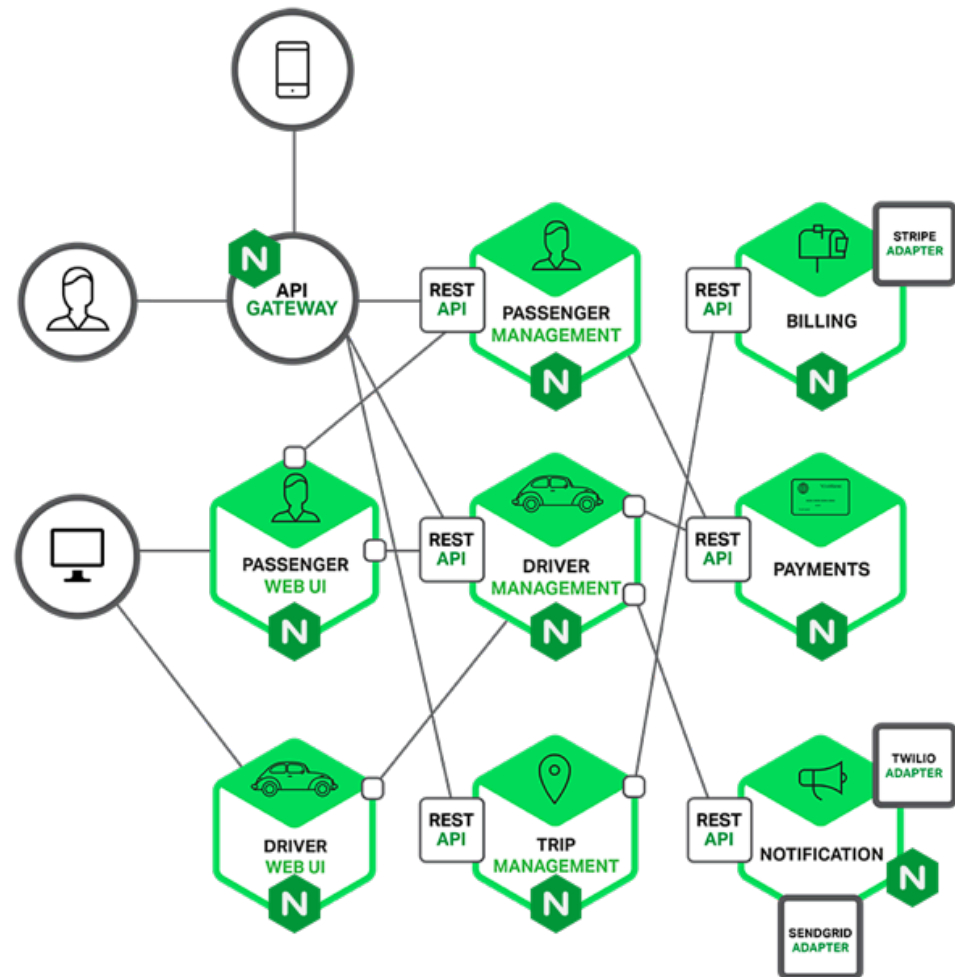 API
GATEWAY
N
REST
API
PASSENGER
MANAGEMENT
N
REST
API
BILLING
N
STRIPE
ADAPTER
PASSENGER
WEB UI
N
REST
API
DRIVER
MANAGEMENT
N
REST
API
PAYMENTS
N
DRIVER
WEB UI
N
REST
API
TRIP
MANAGEMENT
N
REST
API
NOTIFICATION
N
TWILIO
ADAPTER
SENDGRID
ADAPTER